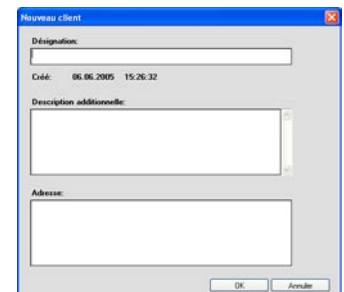 Nouveau client
Désignation:
Créé: 06.06.2005 15:26:32
Description additionnelle:
Adresse:
OK Annuler